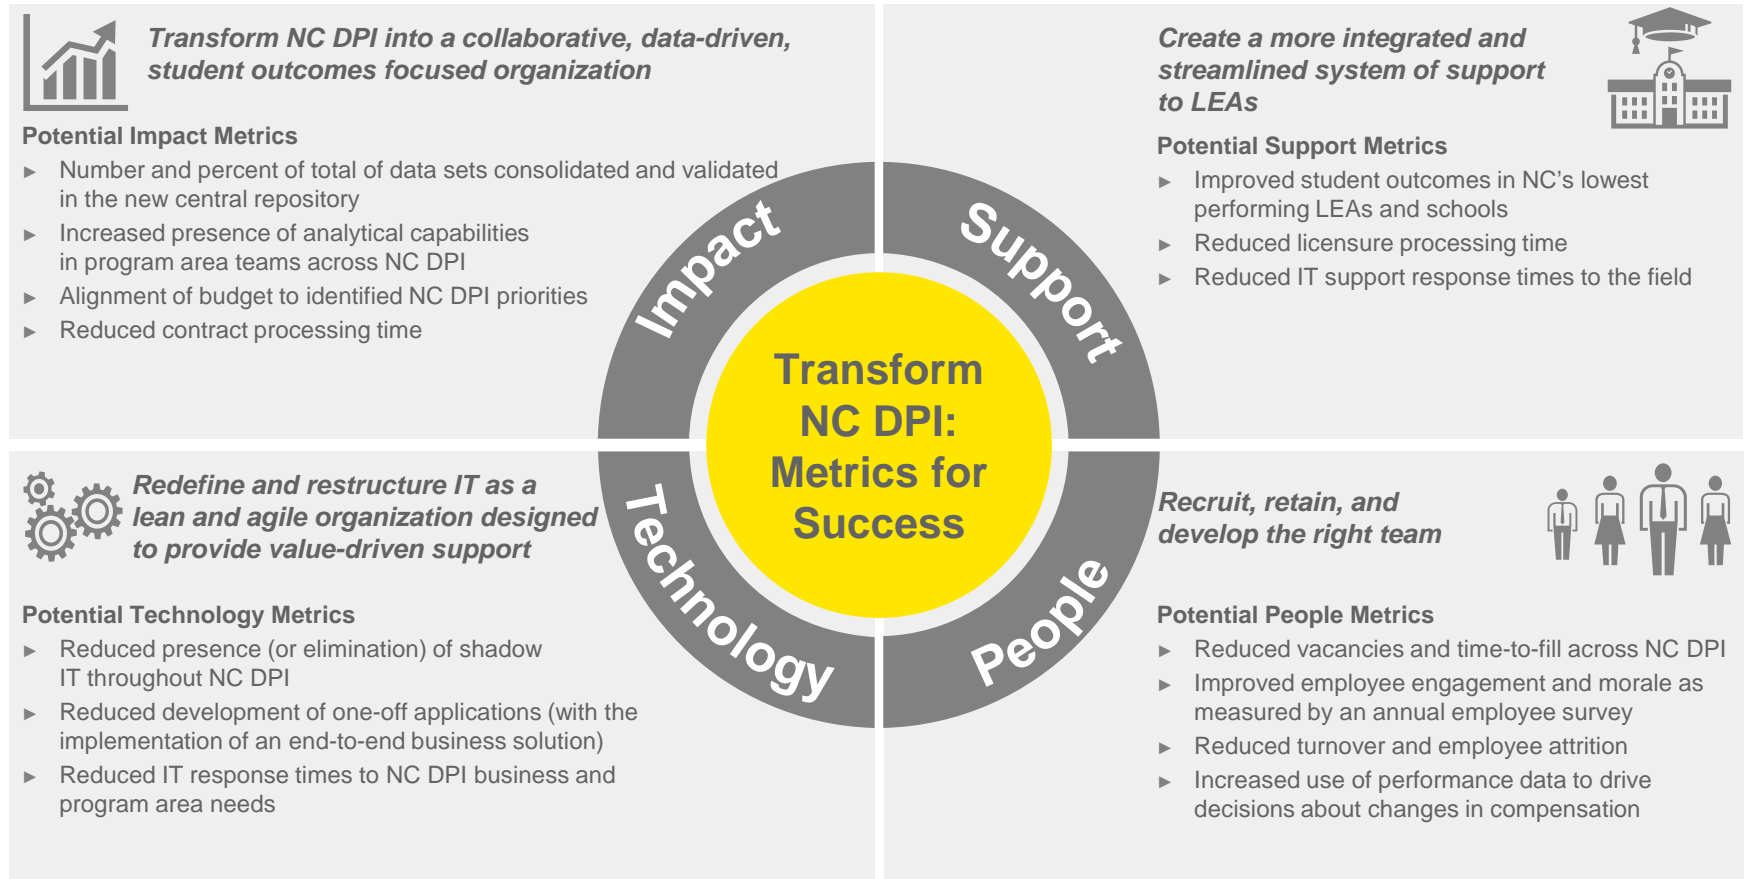 Transform NC DPI into a collaborative, data-driven,
student outcomes focused organization
Potential Impact Metrics
► Number and percent of total of data sets consolidated and validated
in the new central repository
► Increased presence of analytical capabilities
in program area teams across NC DPI
► Alignment of budget to identified NC DPI priorities
► Reduced contract processing time
Create a more integrated and
streamlined system of support
to LEAs
Potential Support Metrics
► Improved student outcomes in NC’s lowest
performing LEAs and schools
► Reduced licensure processing time
► Reduced IT support response times to the field
Impact
Support
Transform
NC DPI:
Metrics for
Success
Technology
People
Redefine and restructure IT as a
lean and agile organization designed
to provide value-driven support
Potential Technology Metrics
► Reduced presence (or elimination) of shadow
IT throughout NC DPI
► Reduced development of one-off applications (with the
implementation of an end-to-end business solution)
► Reduced IT response times to NC DPI business and
program area needs
Recruit, retain, and
develop the right team
Potential People Metrics
► Reduced vacancies and time-to-fill across NC DPI
► Improved employee engagement and morale as
measured by an annual employee survey
► Reduced turnover and employee attrition
► Increased use of performance data to drive
decisions about changes in compensation